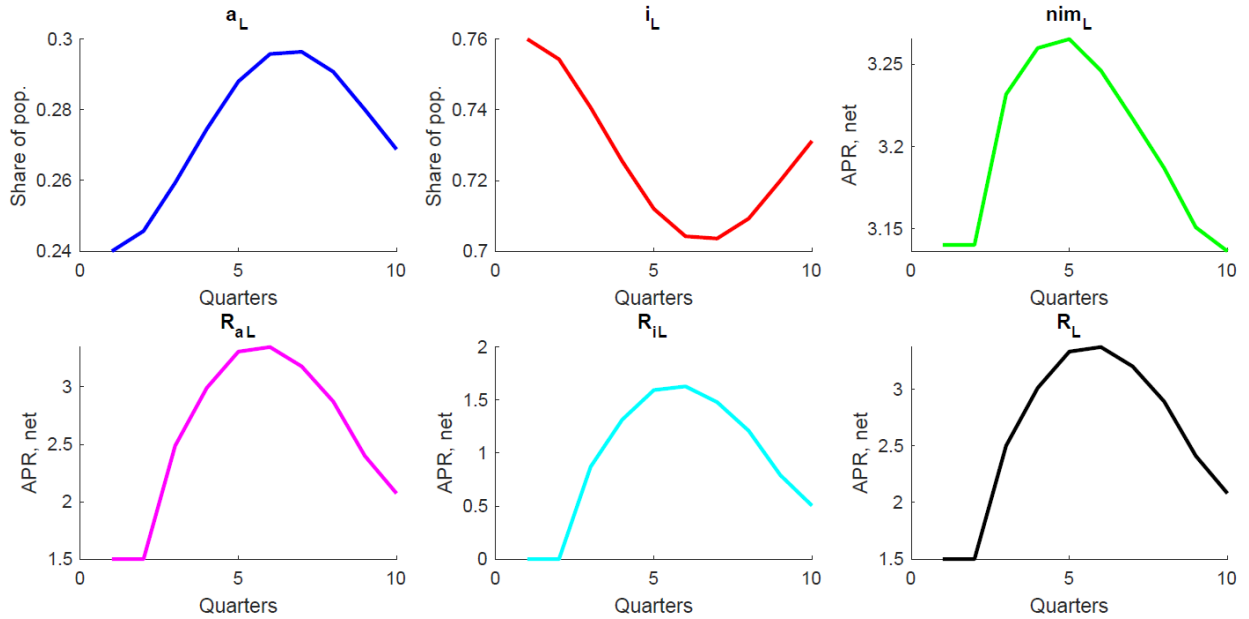 a_L
0.3
0.28
0.26
0.24
Share of pop.
0
5
10
Quarters
i_L
0.76
0.74
0.72
0.7
Share of pop.
0
5
10
Quarters
nim_L
3.25
3.2
3.15
APR, net
0
5
10
Quarters
R_aL
3
2.5
2
1.5
APR, net
0
5
10
Quarters
R_iL
2
1.5
1
0.5
0
APR, net
0
5
10
Quarters
R_L
3
2.5
2
1.5
APR, net
0
5
10
Quarters